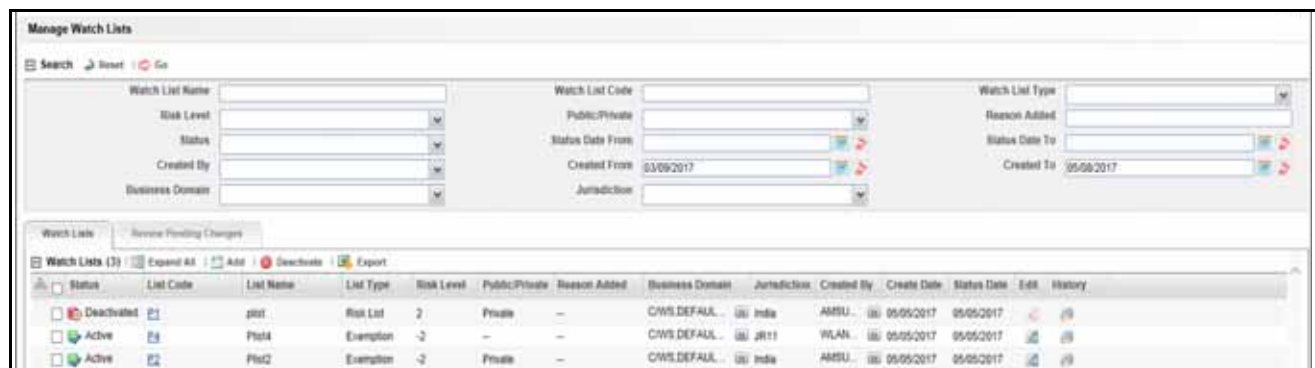 Manage Watch Lists
Search Reset Go
Watch List Name Watch List Code Watch List Type
Risk Level Public/Private Reason Added
Status Status Date From Status Date To
Created By Created From 03/09/2017 Created To 05/08/2017
Business Domain Jurisdiction
Watch Lists Review Pending Changes
Watch Lists (3) Expand All Add Deactivate Export
Status List Code List Name List Type Risk Level Public/Private Reason Added Business Domain Jurisdiction Created By Create Date Status Date Edit History
Deactivated P1 plist Risk List 2 Private -- C/WS,DEFAUL... India AMSU... 05/05/2017 05/05/2017
Active P4 Plist4 Exemption -2 -- -- C/WS,DEFAUL... JR11 WLAN... 05/05/2017 05/05/2017
Active P2 Plist2 Exemption -2 Private -- C/WS,DEFAUL... India AMSU... 05/05/2017 05/05/2017